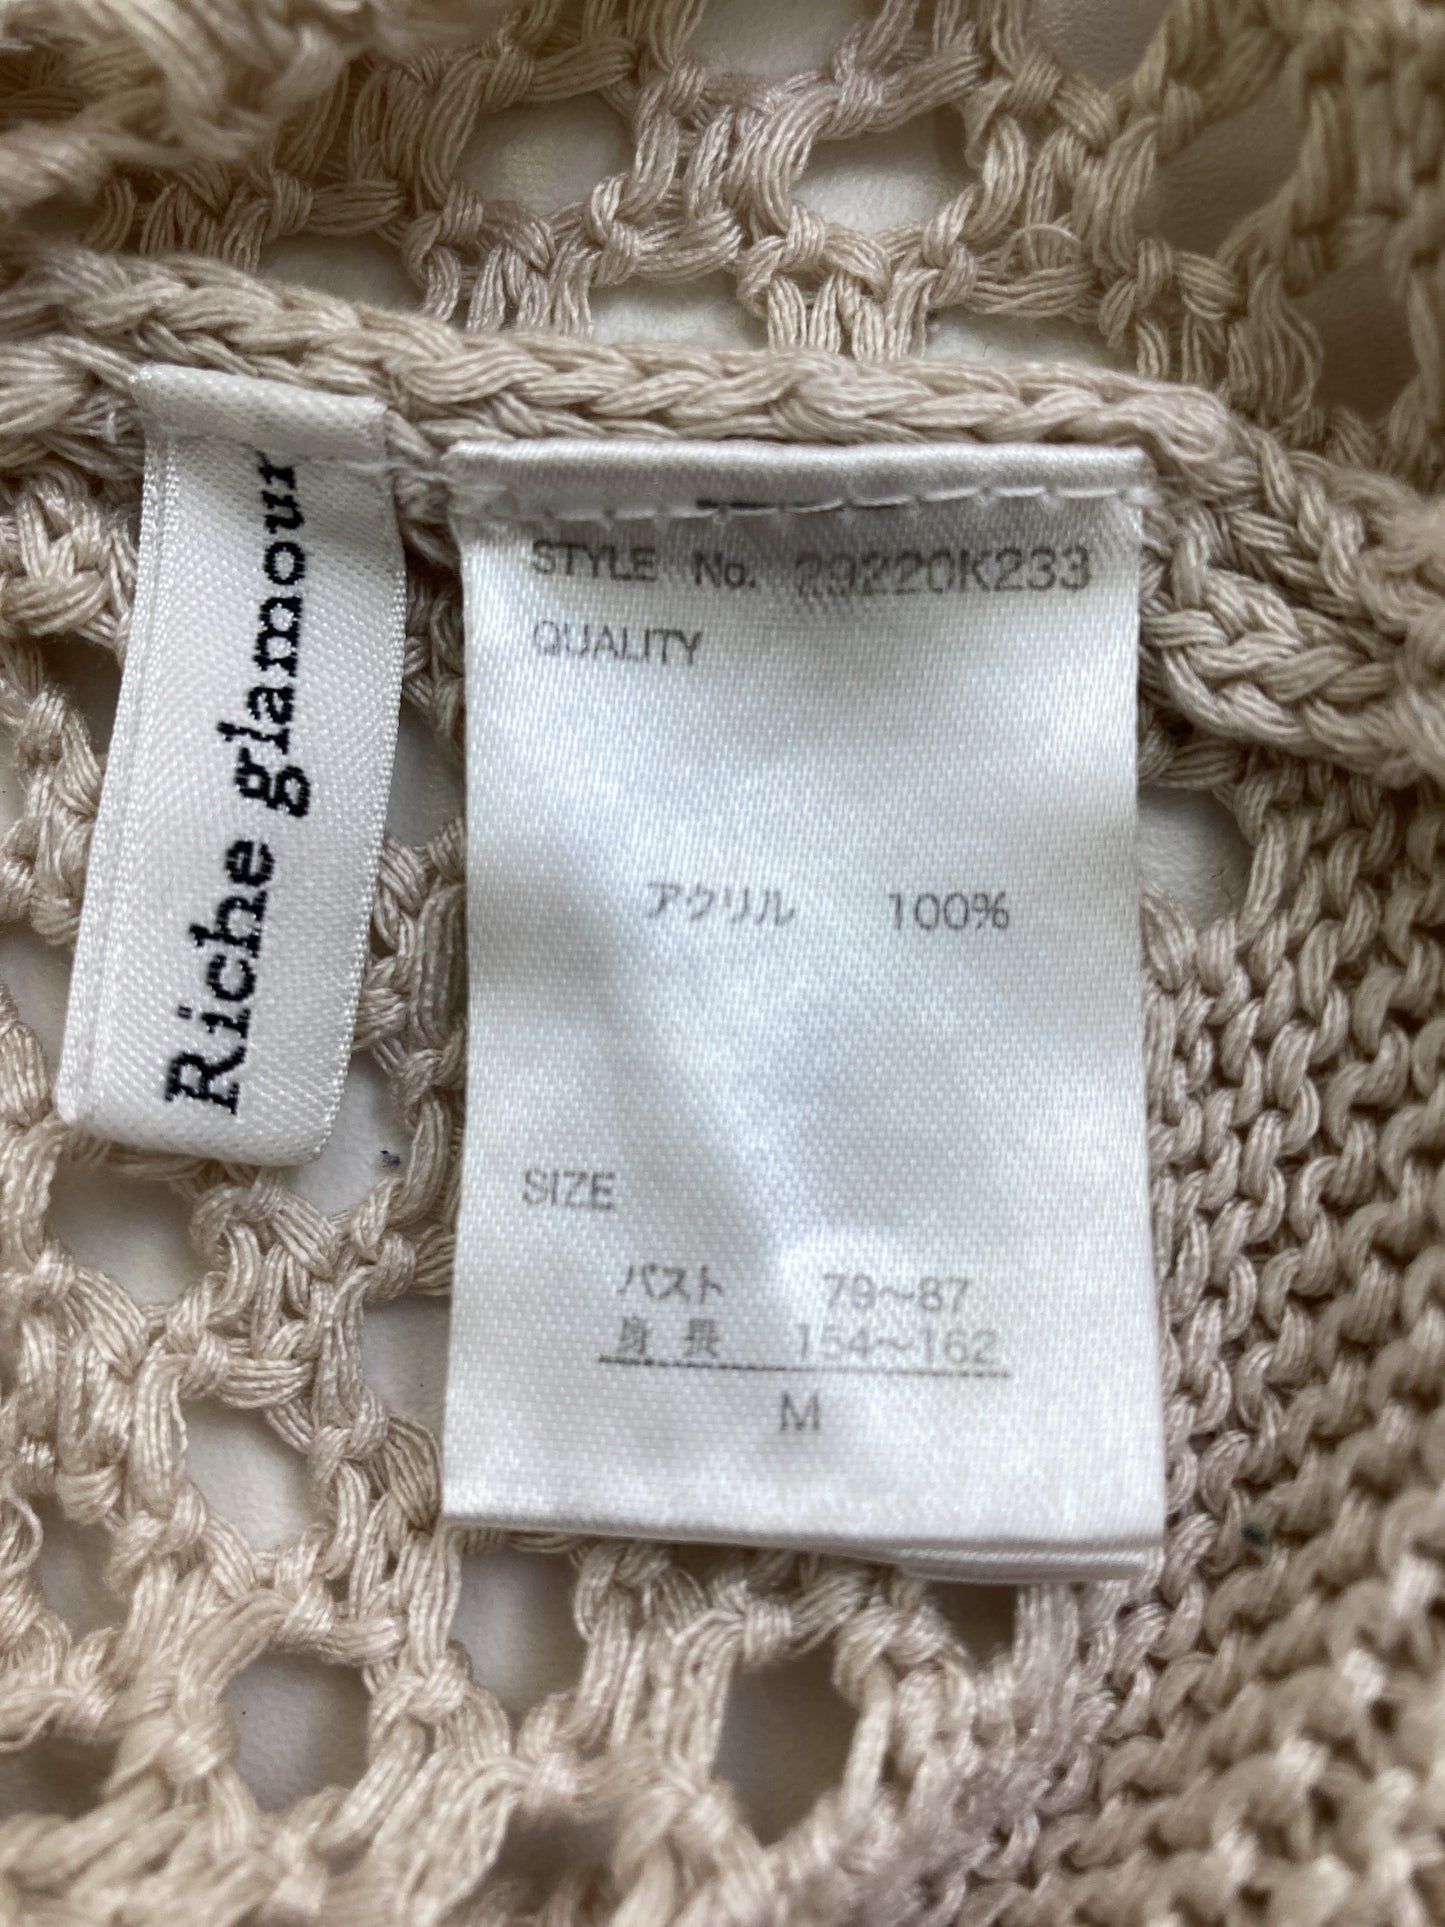 Riche glamour
STYLE No. 29220K233
QUALITY
アクリル 100%
SIZE
バスト 79〜87
身長 154〜162
M